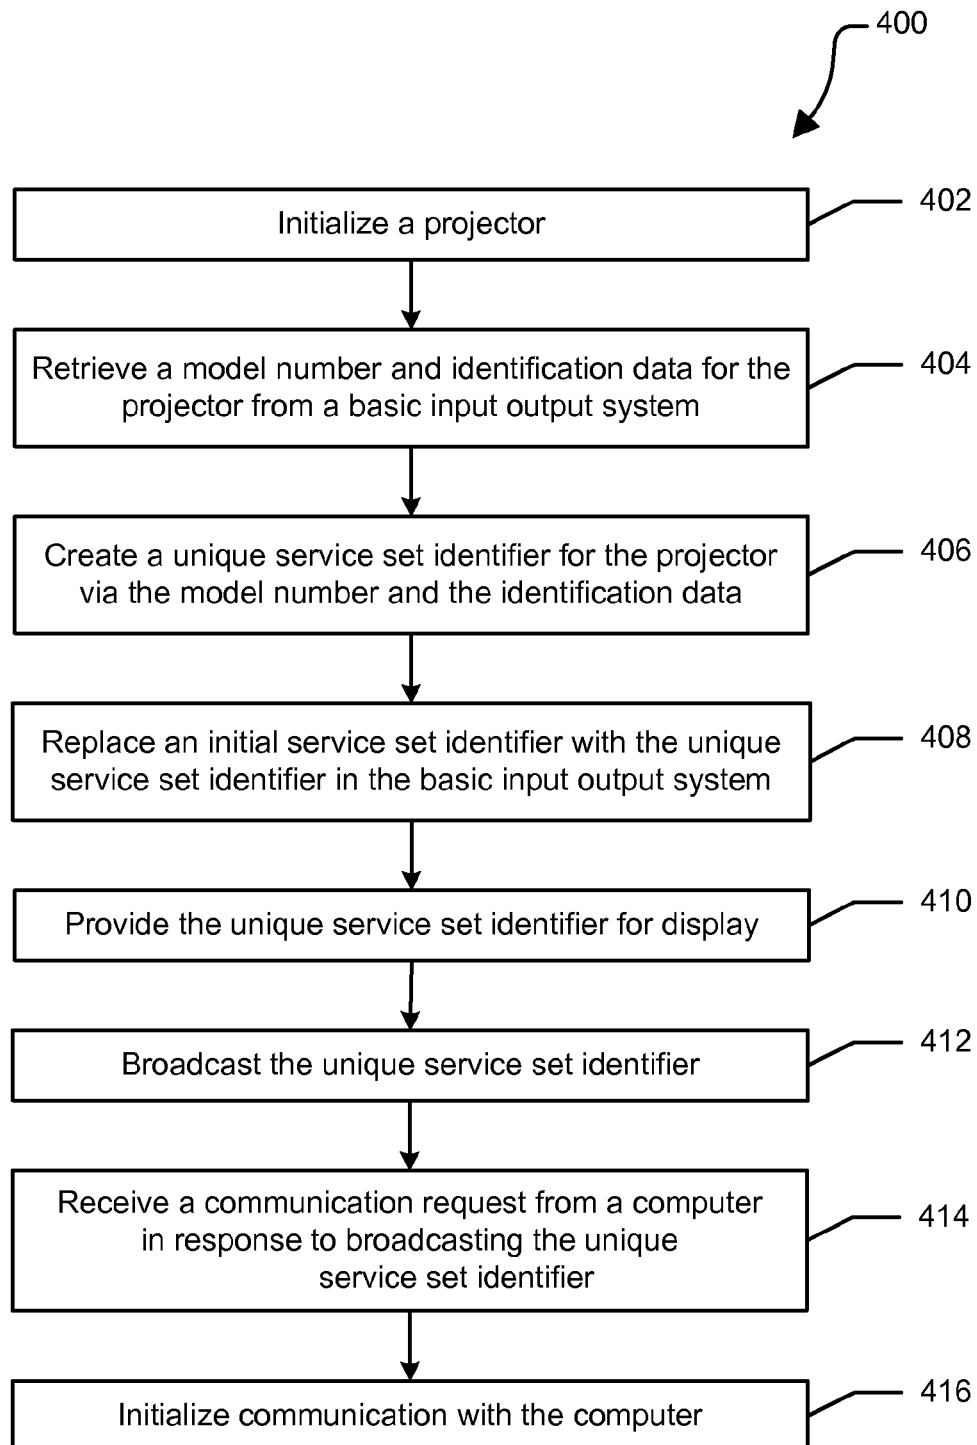 400
Initialize a projector
402
Retrieve a model number and identification data for the
projector from a basic input output system
404
Create a unique service set identifier for the projector
via the model number and the identification data
406
Replace an initial service set identifier with the unique
service set identifier in the basic input output system
408
Provide the unique service set identifier for display
410
Broadcast the unique service set identifier
412
Receive a communication request from a computer
in response to broadcasting the unique
service set identifier
414
Initialize communication with the computer
416